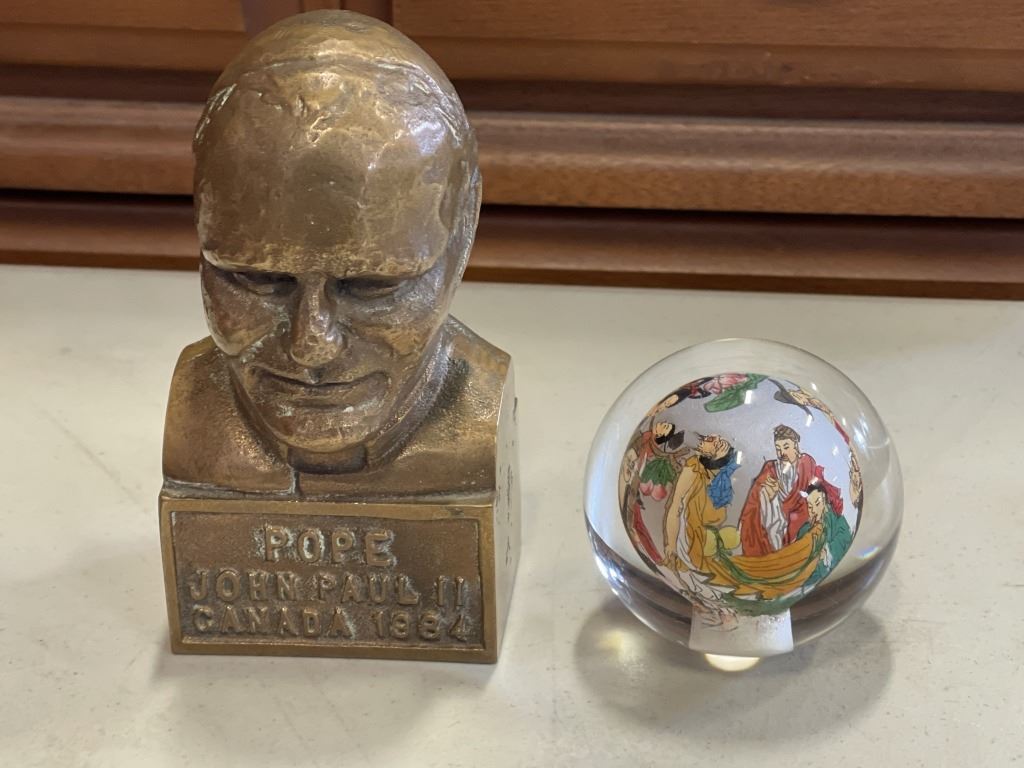 POPE
JOHN PAUL II
CANADA 1984